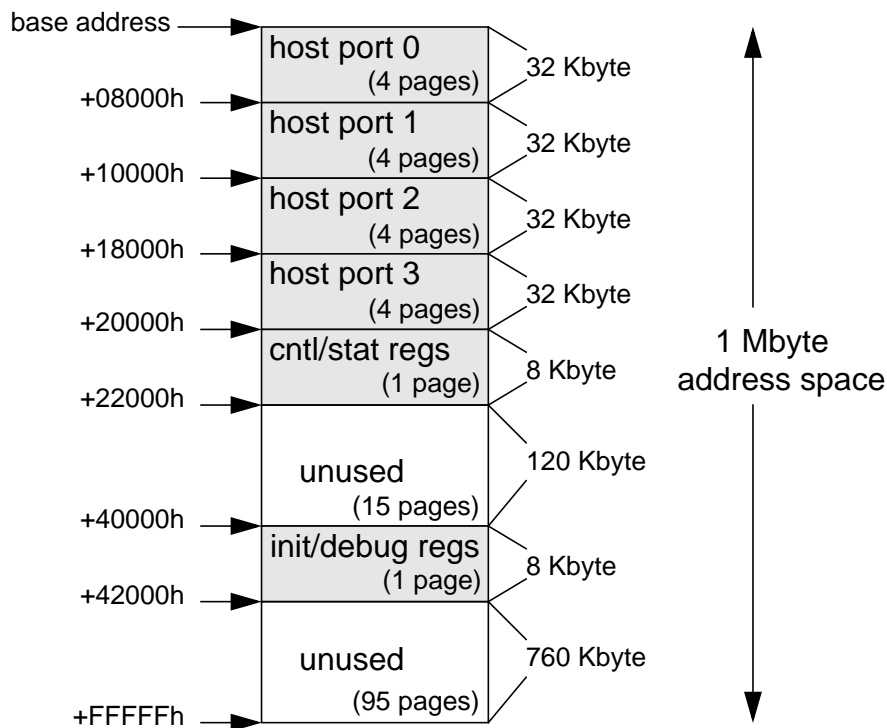 base address
host port 0
(4 pages)
32 Kbyte
+08000h
host port 1
(4 pages)
32 Kbyte
+10000h
host port 2
(4 pages)
32 Kbyte
+18000h
host port 3
(4 pages)
32 Kbyte
+20000h
cntl/stat regs
(1 page)
8 Kbyte
+22000h
unused
(15 pages)
120 Kbyte
+40000h
init/debug regs
(1 page)
8 Kbyte
+42000h
unused
(95 pages)
760 Kbyte
+FFFFFh
1 Mbyte
address space